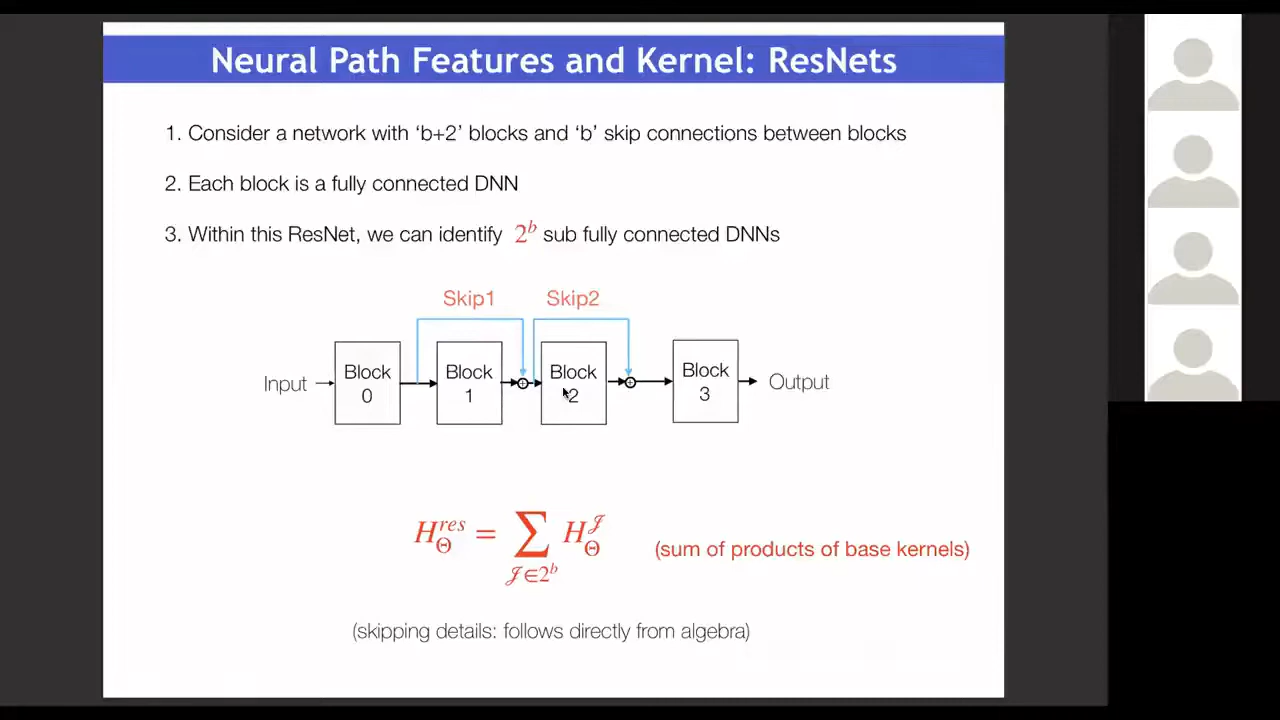 Neural Path Features and Kernel: ResNets
1. Consider a network with ‘b+2’ blocks and ‘b’ skip connections between blocks
2. Each block is a fully connected DNN
3. Within this ResNet, we can identify 2^b sub fully connected DNNs
Skip1 Skip2
Input Block 0 Block 1 Block 2 Block 3 Output
H_Θ^{res} = ∑_{𝒥∈2^b} H_Θ^𝒥 (sum of products of base kernels)
(skipping details: follows directly from algebra)